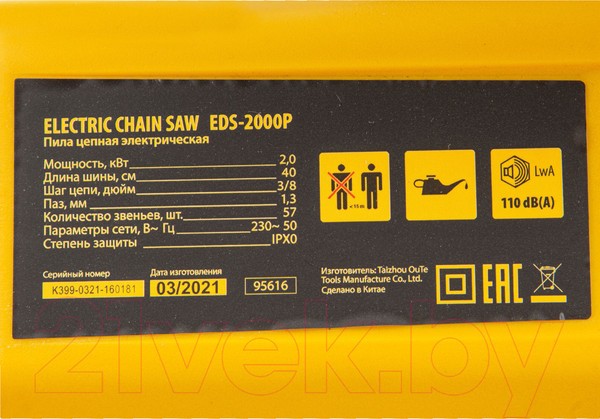 ELECTRIC CHAIN SAW EDS-2000P
Пила цепная электрическая
Мощность, кВт 2,0
Длина шины, см 40
Шаг цепи, дюйм 3/8
Паз, мм 1,3
Количество звеньев, шт. 57
Параметры сети, В~ Гц 230~ 50
Степень защиты IPX0
< 15 m.
LwA
110 dB(A)
Серийный номер
K399-0321-160181
Дата изготовления
03/2021
95616
Изготовитель: Taizhou OuTe
Tools Manufacture Co., Ltd.
Сделано в Китае
EAC
21vek.by